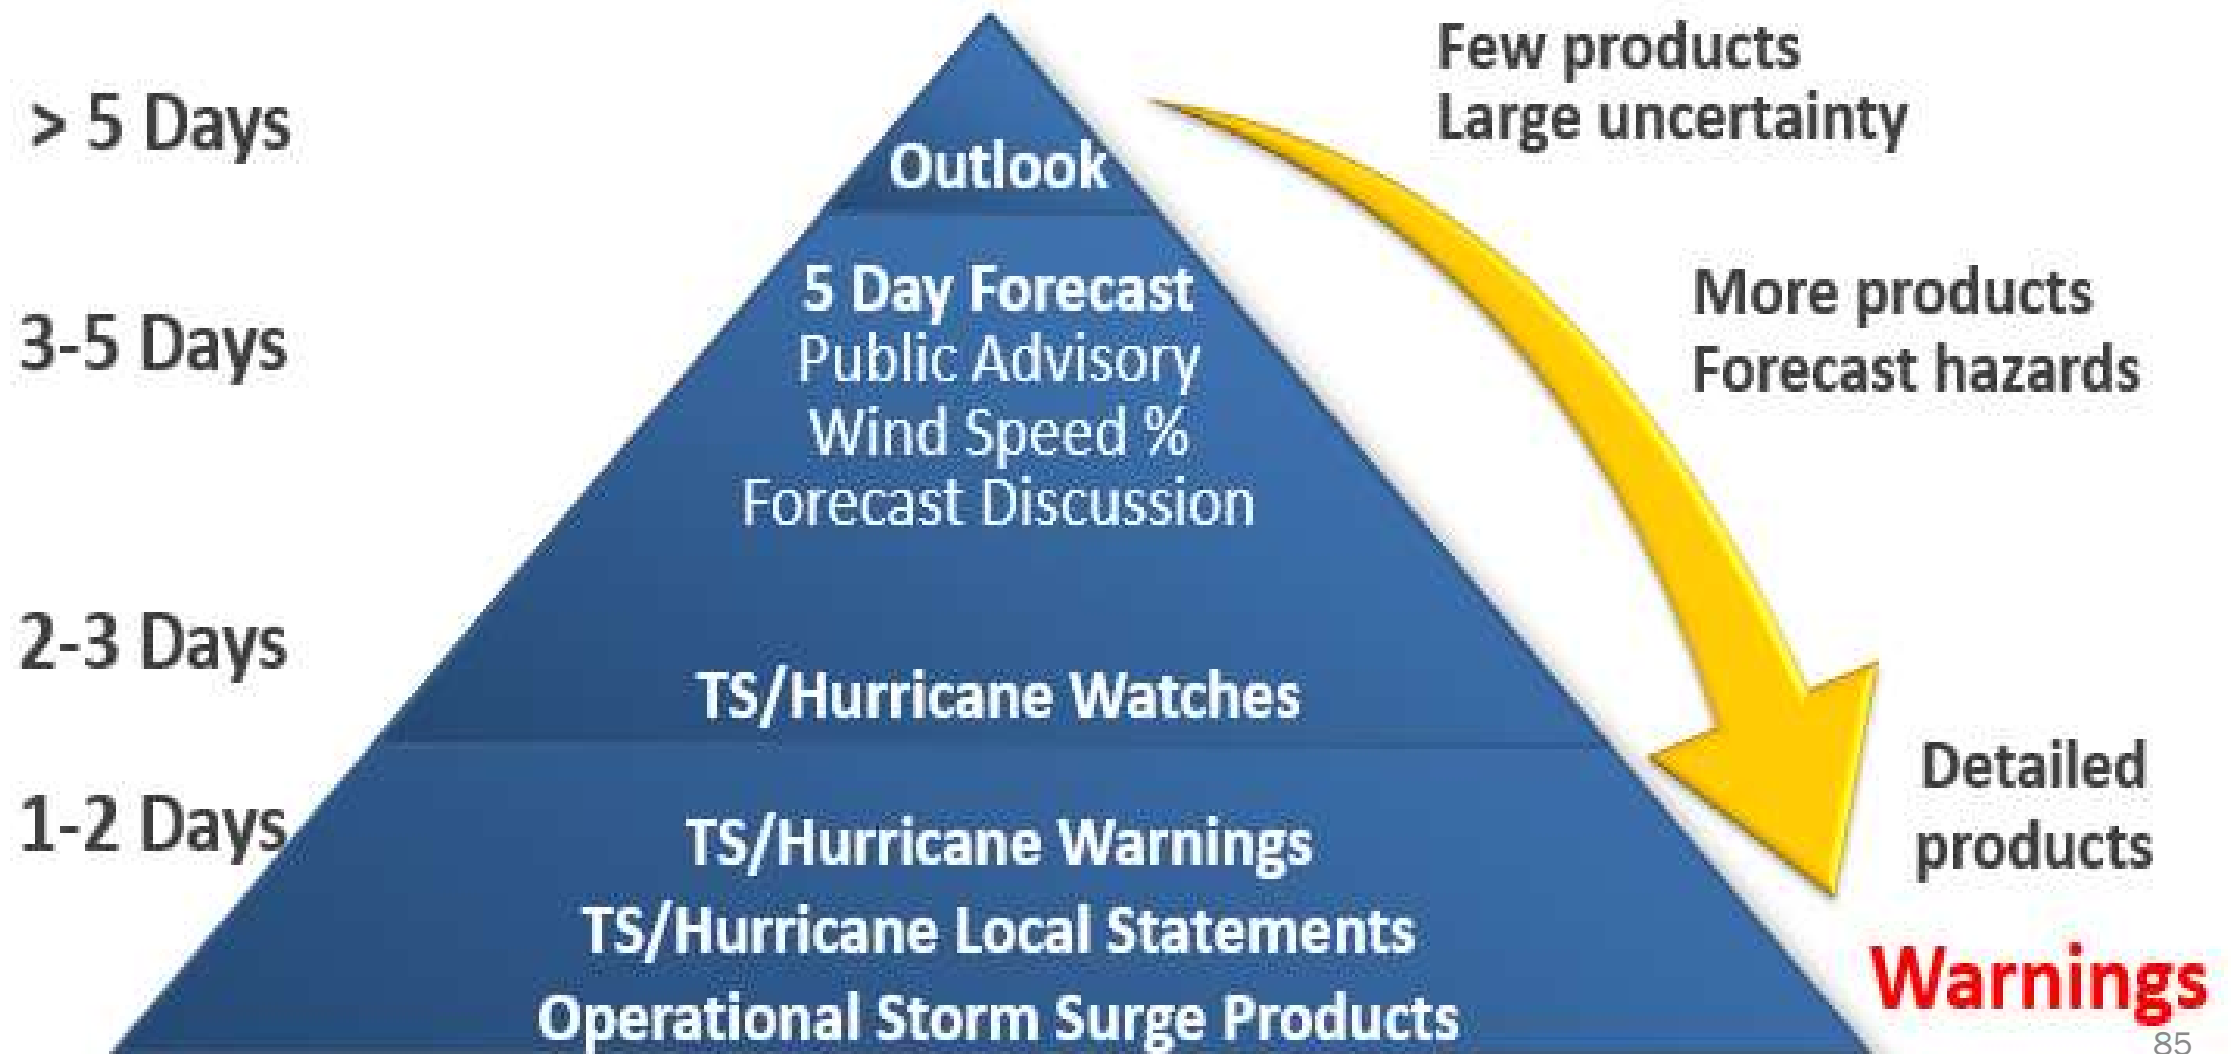 > 5 Days
Outlook
Few products
Large uncertainty
3-5 Days
5 Day Forecast
Public Advisory
Wind Speed %
Forecast Discussion
More products
Forecast hazards
2-3 Days
TS/Hurricane Watches
1-2 Days
TS/Hurricane Warnings
TS/Hurricane Local Statements
Operational Storm Surge Products
Detailed
products
Warnings
85